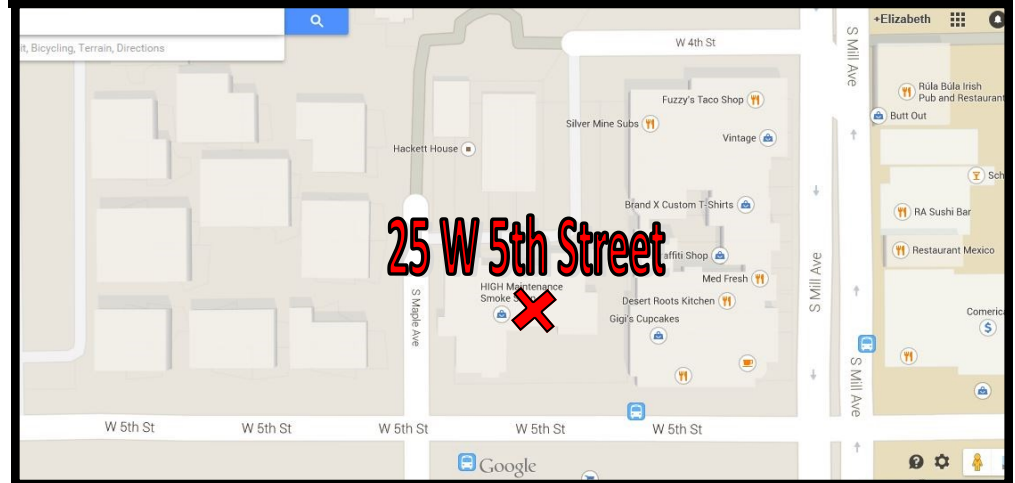 +Elizabeth
it, Bicycling, Terrain, Directions
W 4th St
S Mill Ave
Rúla Búla Irish
Pub and Restaurant
Fuzzy's Taco Shop
Butt Out
Silver Mine Subs
Vintage
Hackett House
Sch
Brand X Custom T-Shirts
RA Sushi Bar
25 W 5th Street
affiti Shop
Restaurant Mexico
Med Fresh
S Mill Ave
HIGH Maintenance
Smoke
Desert Roots Kitchen
S Maple Ave
Gigi's Cupcakes
Comerica
$
S Mill Ave
W 5th St
W 5th St
W 5th St
W 5th St
W 5th St
Google